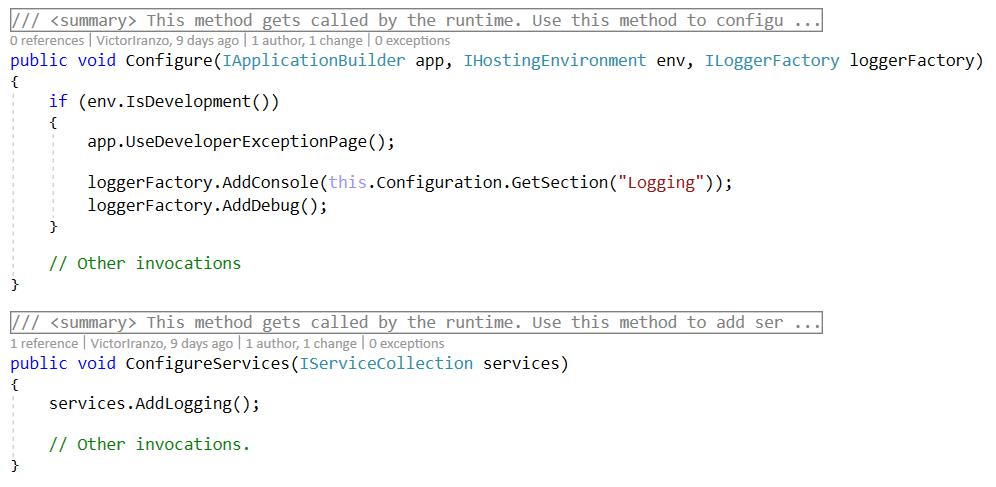 /// <summary> This method gets called by the runtime. Use this method to configu ...
0 references | VictorIranzo, 9 days ago | 1 author, 1 change | 0 exceptions
public void Configure(IApplicationBuilder app, IHostingEnvironment env, ILoggerFactory loggerFactory)
{
if (env.IsDevelopment())
{
app.UseDeveloperExceptionPage();
loggerFactory.AddConsole(this.Configuration.GetSection("Logging"));
loggerFactory.AddDebug();
}
// Other invocations
}
/// <summary> This method gets called by the runtime. Use this method to add ser ...
1 reference | VictorIranzo, 9 days ago | 1 author, 1 change | 0 exceptions
public void ConfigureServices(IServiceCollection services)
{
services.AddLogging();
// Other invocations.
}